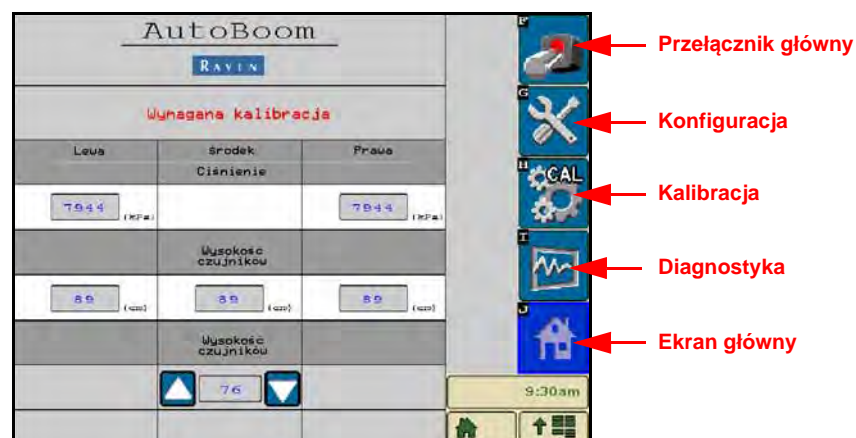 AutoBoom
RAVEN
Wymagana kalibracja
Lewa środek Prawa
Ciśnienie
7944 (kPa) 7944 (kPa)
Wysokość
czujników
89 (cm) 89 (cm) 89 (cm)
Wysokość
czujników
76
F
Przełącznik główny
G
Konfiguracja
H
CAL
Kalibracja
I
Diagnostyka
J
Ekran główny
9:30am